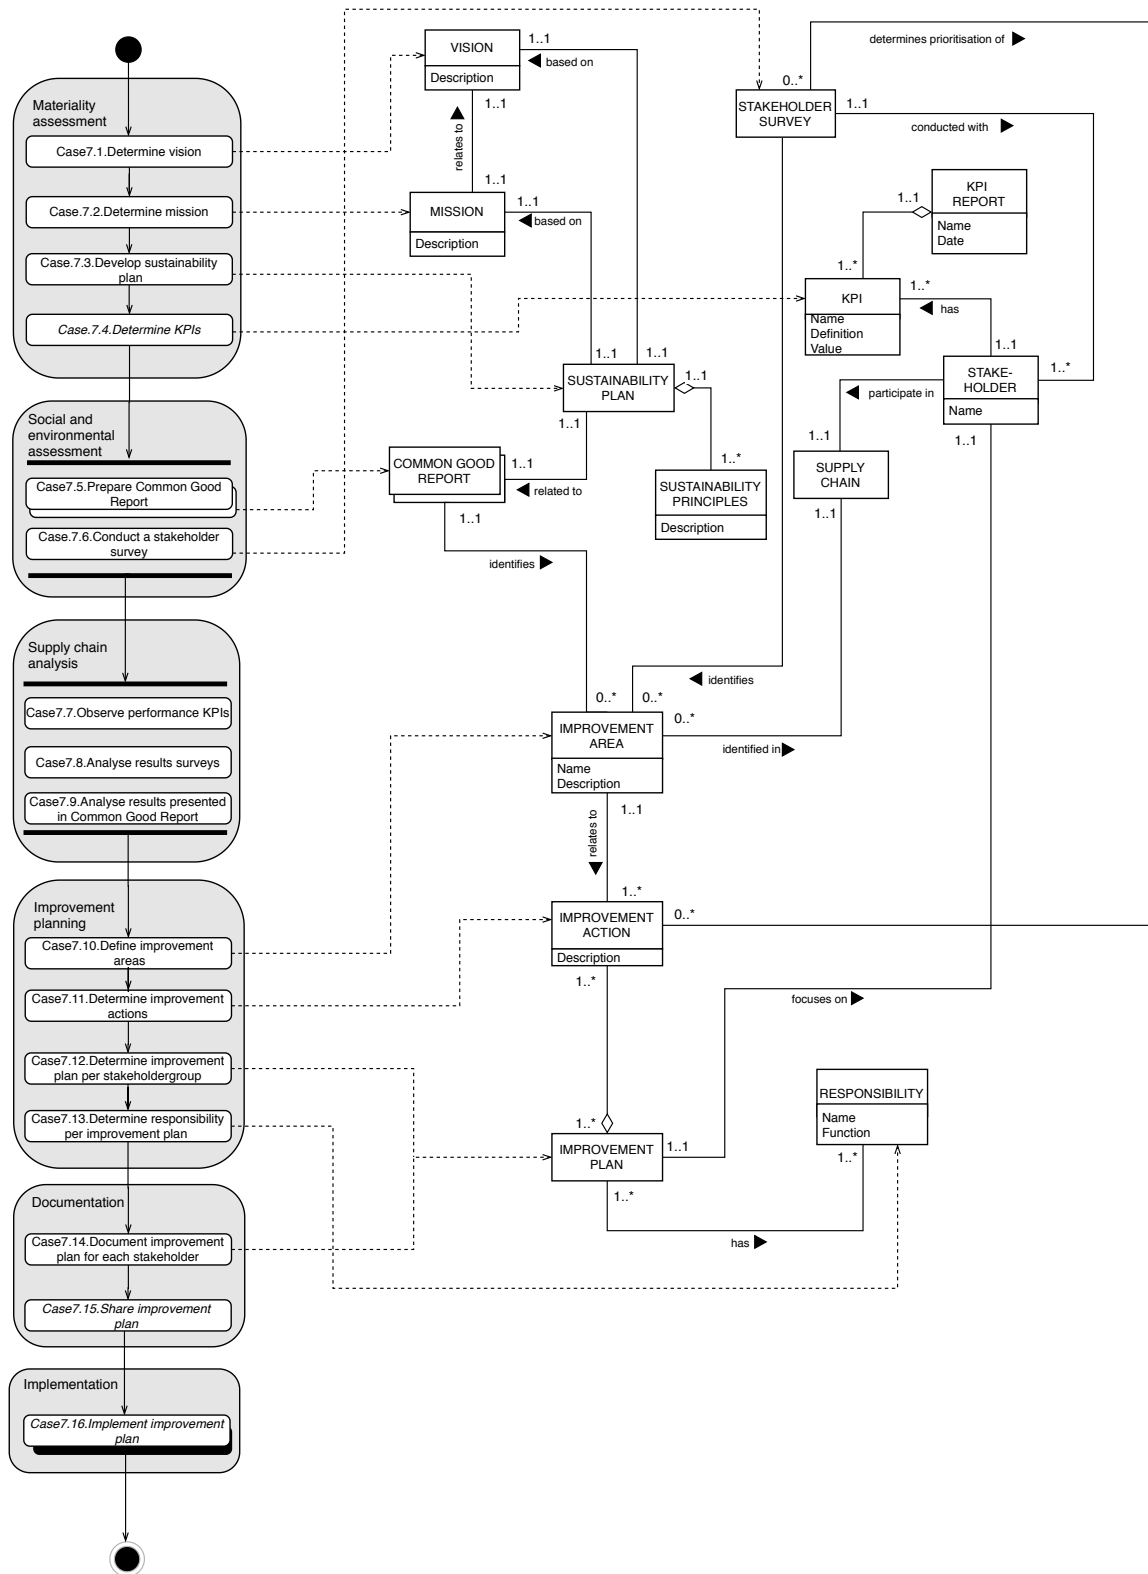 Materiality
assessment
Case7.1.Determine vision
Case.7.2.Determine mission
Case.7.3.Develop sustainability
plan
Case.7.4.Determine KPIs
Social and
environmental
assessment
Case7.5.Prepare Common Good
Report
Case.7.6.Conduct a stakeholder
survey
Supply chain
analysis
Case7.7.Observe performance KPIs
Case7.8.Analyse results surveys
Case7.9.Analyse results presented
in Common Good Report
Improvement
planning
Case7.10.Define improvement
areas
Case7.11.Determine improvement
actions
Case7.12.Determine improvement
plan per stakeholdergroup
Case7.13.Determine responsibility
per improvement plan
Documentation
Case7.14.Document improvement
plan for each stakeholder
Case7.15.Share improvement
plan
Implementation
Case7.16.Implement improvement
plan
VISION
Description
1..1
based on
1..1
relates to
1..1
MISSION
Description
1..1
based on
1..1
1..1
SUSTAINABILITY
PLAN
1..1
1..1
1..*
SUSTAINABILITY
PRINCIPLES
Description
COMMON GOOD
REPORT
1..1
related to
1..1
identifies
determines prioritisation of
0..*
STAKEHOLDER
SURVEY
1..1
conducted with
KPI
REPORT
Name
Date
1..1
1..*
KPI
Name
Definition
Value
1..*
has
1..1
STAKE-
HOLDER
Name
1..*
participate in
1..1
1..1
SUPPLY
CHAIN
1..1
identifies
0..*
0..*
0..*
IMPROVEMENT
AREA
Name
Description
identified in
1..1
relates to
1..*
IMPROVEMENT
ACTION
Description
0..*
1..*
focuses on
1..*
IMPROVEMENT
PLAN
1..1
1..*
has
RESPONSIBILITY
Name
Function
1..*